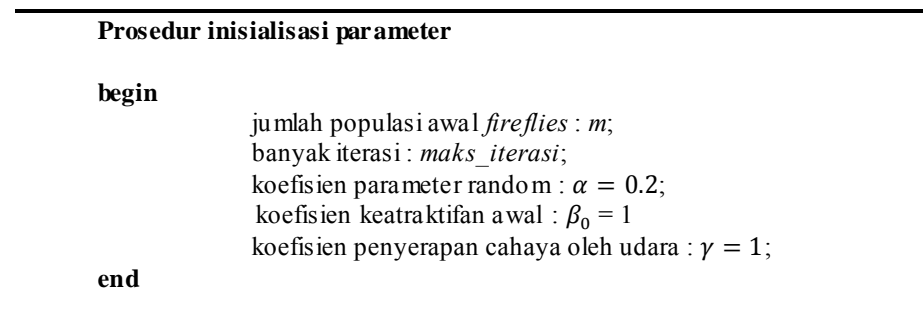 Prosedur inisialisasi parameter
begin
jumlah populasi awal fireflies : m;
banyak iterasi : maks_iterasi;
koefisien parameter random : α = 0.2;
koefisien keatraktifan awal : β₀ = 1
koefisien penyerapan cahaya oleh udara : γ = 1;
end